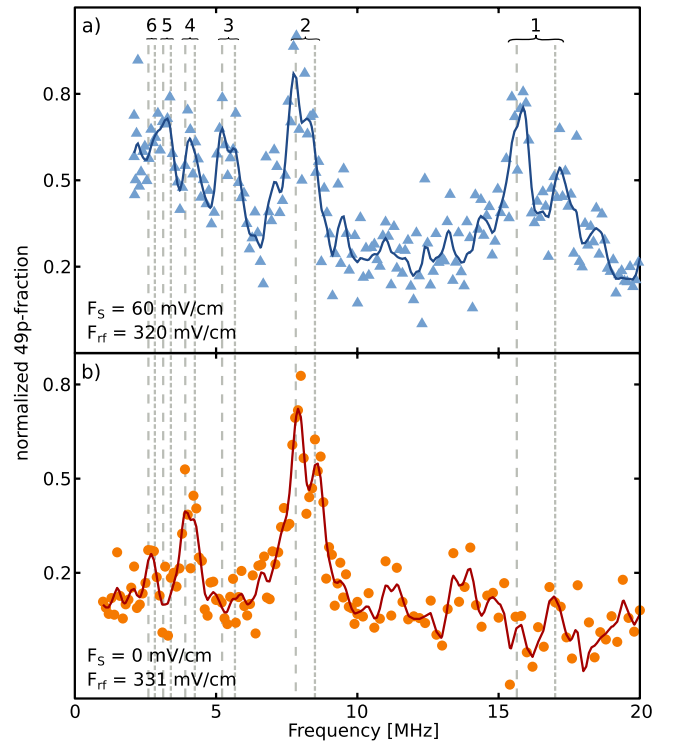 a)
6 5 4 3 2 1
0.8
0.5
0.2
F_S = 60 mV/cm
F_rf = 320 mV/cm
normalized 49p-fraction
b)
0.8
0.5
0.2
F_S = 0 mV/cm
F_rf = 331 mV/cm
0 5 10 15 20
Frequency [MHz]